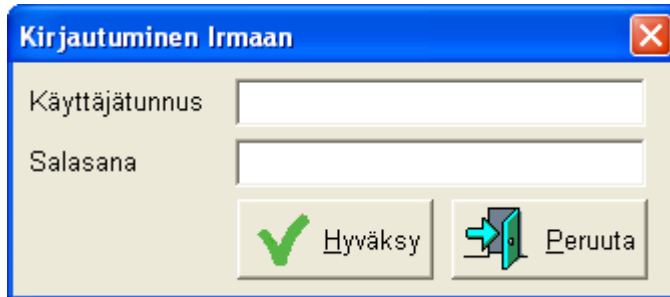 Kirjautuminen Irmaan
Käyttäjätunnus
Salasana
Hyväksy Peruuta